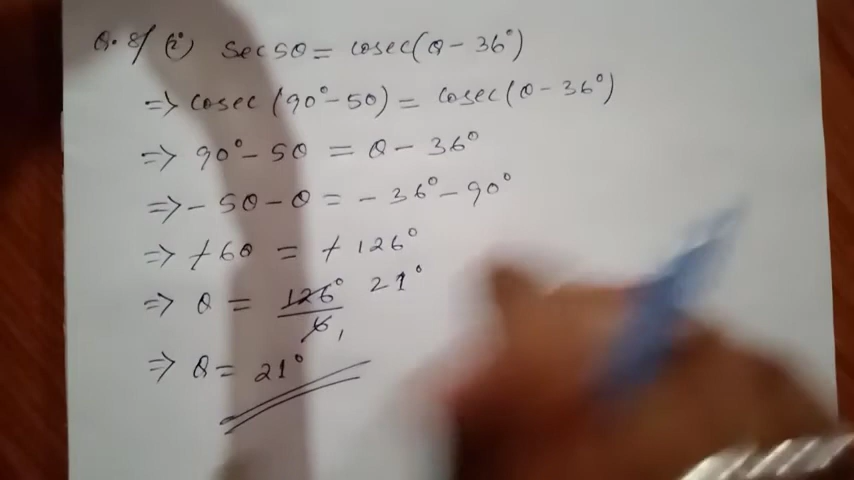 Q. 8/ (i) sec 5θ = cosec(θ - 36°)
=> cosec (90° - 5θ) = cosec(θ - 36°)
=> 90° - 5θ = θ - 36°
=> - 5θ - θ = - 36° - 90°
=> +6θ = +126°
=> θ = 126°/6 21° 1
=> θ = 21°